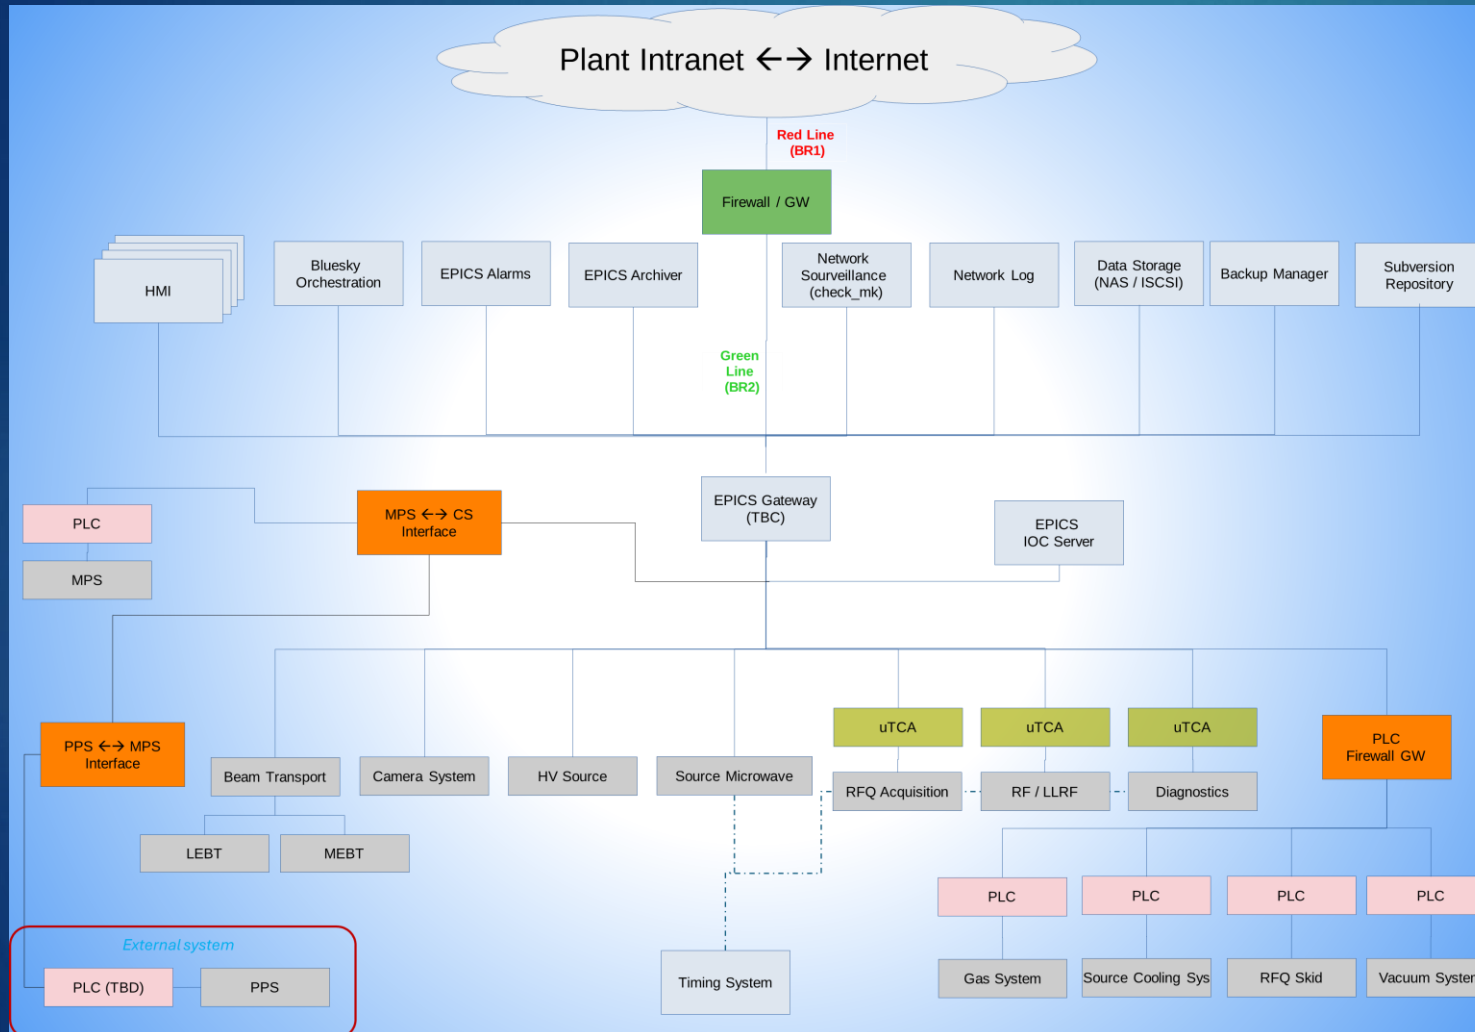 Plant Intranet ←→ Internet
Red Line
(BR1)
Firewall / GW
HMI
Bluesky
Orchestration
EPICS Alarms
EPICS Archiver
Network
Sourveillance
(check_mk)
Network Log
Data Storage
(NAS / ISCSI)
Backup Manager
Subversion
Repository
Green
Line
(BR2)
PLC
MPS
MPS ←→ CS
Interface
EPICS Gateway
(TBC)
EPICS
IOC Server
PPS ←→ MPS
Interface
Beam Transport
Camera System
HV Source
Source Microwave
uTCA
uTCA
uTCA
RFQ Acquisition
RF / LLRF
Diagnostics
PLC
Firewall GW
LEBT
MEBT
PLC
PLC
PLC
PLC
Gas System
Source Cooling Sys
RFQ Skid
Vacuum System
Timing System
External system
PLC (TBD)
PPS